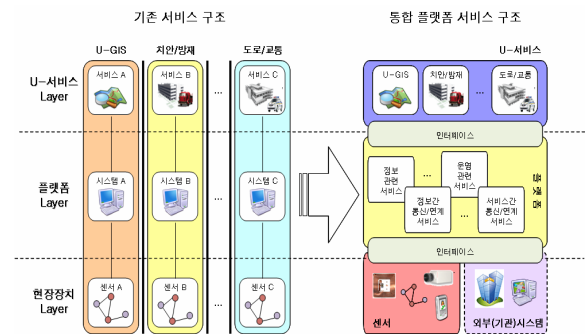 기존 서비스 구조
통합 플랫폼 서비스 구조
U-GIS
치안/방재
도로/교통
U-서비스
U-서비스
Layer
서비스 A
서비스 B
...
서비스 C
U-GIS
치안/방재
...
도로/교통
인터페이스
플랫폼
Layer
시스템 A
시스템 B
...
시스템 C
정보
관련
서비스
...
운영
관련
서비스
정보간
통신/연계
서비스
...
서비스간
통신/연계
서비스
플랫폼
인터페이스
현장장치
Layer
센서 A
센서 B
...
센서 C
센서
외부(기관)시스템